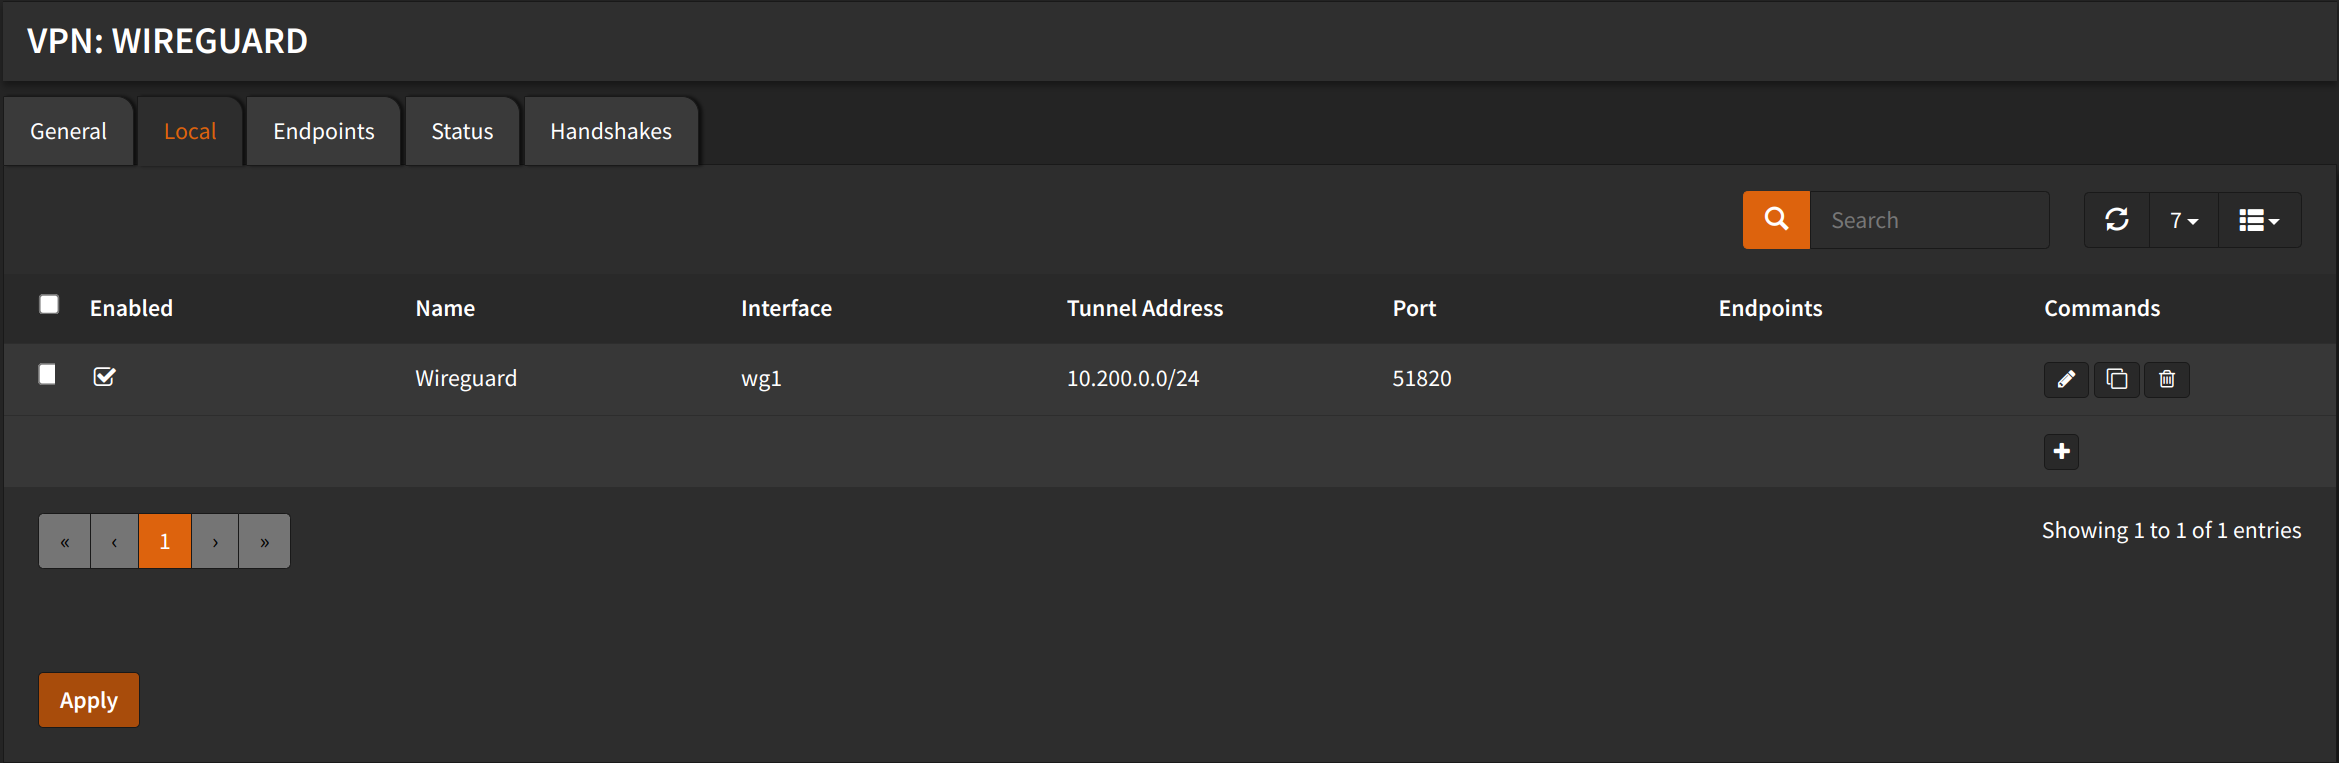 VPN: WIREGUARD
General Local Endpoints Status Handshakes
Search 7
Enabled Name Interface Tunnel Address Port Endpoints Commands
Wireguard wg1 10.200.0.0/24 51820
« ‹ 1 › »
Showing 1 to 1 of 1 entries
Apply